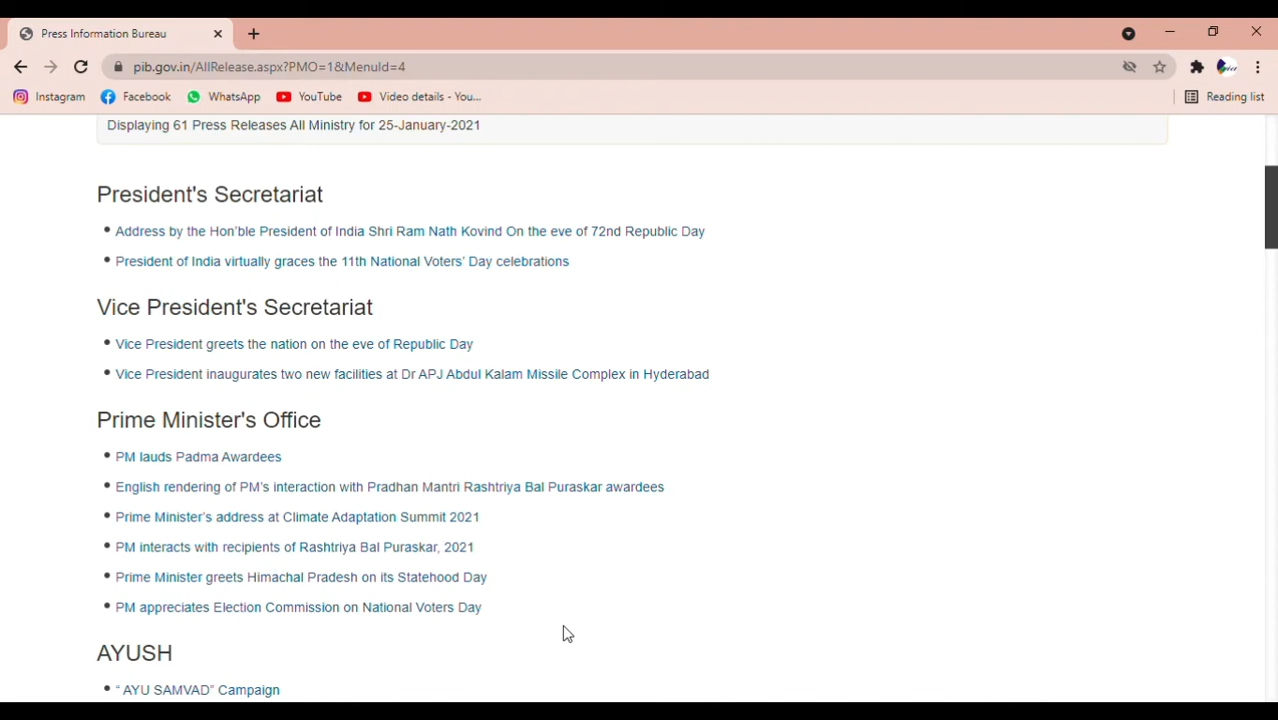 Press Information Bureau
pib.gov.in/AllRelease.aspx?PMO=1&MenuId=4
Instagram Facebook WhatsApp YouTube Video details - You... Reading list
Displaying 61 Press Releases All Ministry for 25-January-2021
President's Secretariat
• Address by the Hon'ble President of India Shri Ram Nath Kovind On the eve of 72nd Republic Day
• President of India virtually graces the 11th National Voters' Day celebrations
Vice President's Secretariat
• Vice President greets the nation on the eve of Republic Day
• Vice President inaugurates two new facilities at Dr APJ Abdul Kalam Missile Complex in Hyderabad
Prime Minister's Office
• PM lauds Padma Awardees
• English rendering of PM's interaction with Pradhan Mantri Rashtriya Bal Puraskar awardees
• Prime Minister's address at Climate Adaptation Summit 2021
• PM interacts with recipients of Rashtriya Bal Puraskar, 2021
• Prime Minister greets Himachal Pradesh on its Statehood Day
• PM appreciates Election Commission on National Voters Day
AYUSH
• “ AYU SAMVAD” Campaign